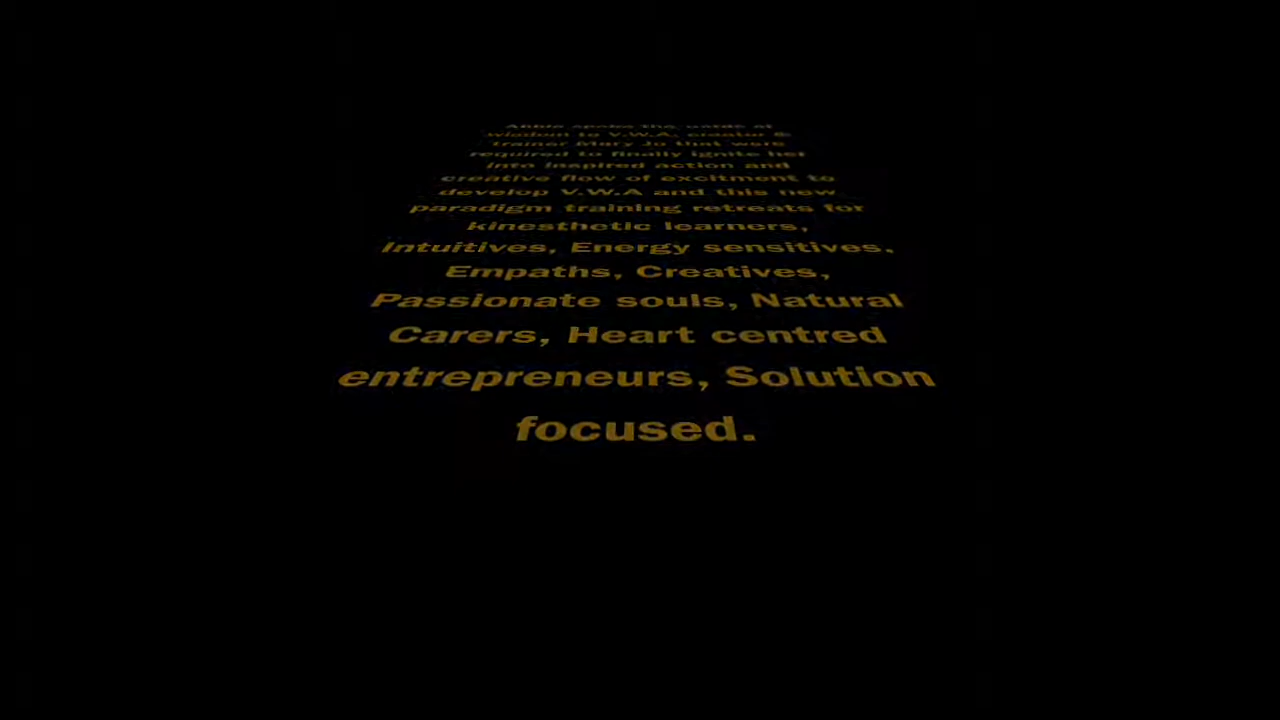 spoke the words of
wisdom to V.W.A. creator &
trainer Mary Jo that were
required to finally ignite her
into inspired action and
creative flow of excitment to
develop V.W.A and this new
paradigm training retreats for
kinesthetic learners,
Intuitives, Energy sensitives,
Empaths, Creatives,
Passionate souls, Natural
Carers, Heart centred
entrepreneurs, Solution
focused.